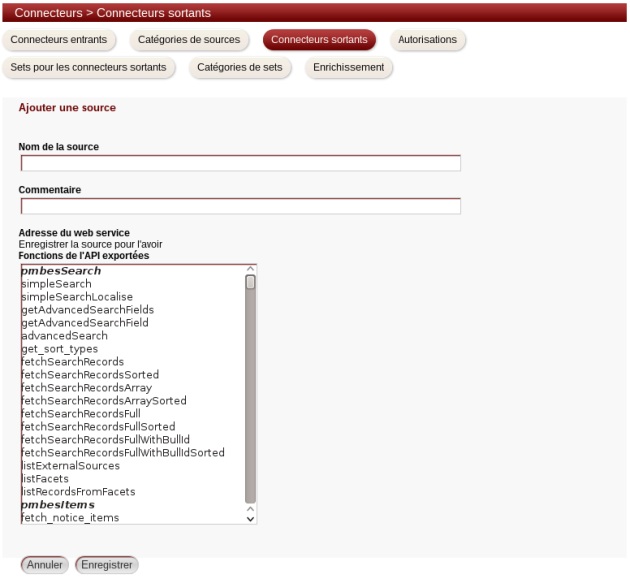 Connecteurs > Connecteurs sortants
Connecteurs entrants Catégories de sources Connecteurs sortants Autorisations
Sets pour les connecteurs sortants Catégories de sets Enrichissement
Ajouter une source
Nom de la source
Commentaire
Adresse du web service
Enregistrer la source pour l'avoir
Fonctions de l'API exportées
pmbesSearch
simpleSearch
simpleSearchLocalise
getAdvancedSearchFields
getAdvancedSearchField
advancedSearch
get_sort_types
fetchSearchRecords
fetchSearchRecordsSorted
fetchSearchRecordsArray
fetchSearchRecordsArraySorted
fetchSearchRecordsFull
fetchSearchRecordsFullSorted
fetchSearchRecordsFullWithBullId
fetchSearchRecordsFullWithBullIdSorted
listExternalSources
listFacets
listRecordsFromFacets
pmbesItems
fetch_notice_items
Annuler Enregistrer